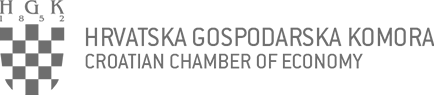 HGK
1852
HRVATSKA GOSPODARSKA KOMORA
CROATIAN CHAMBER OF ECONOMY